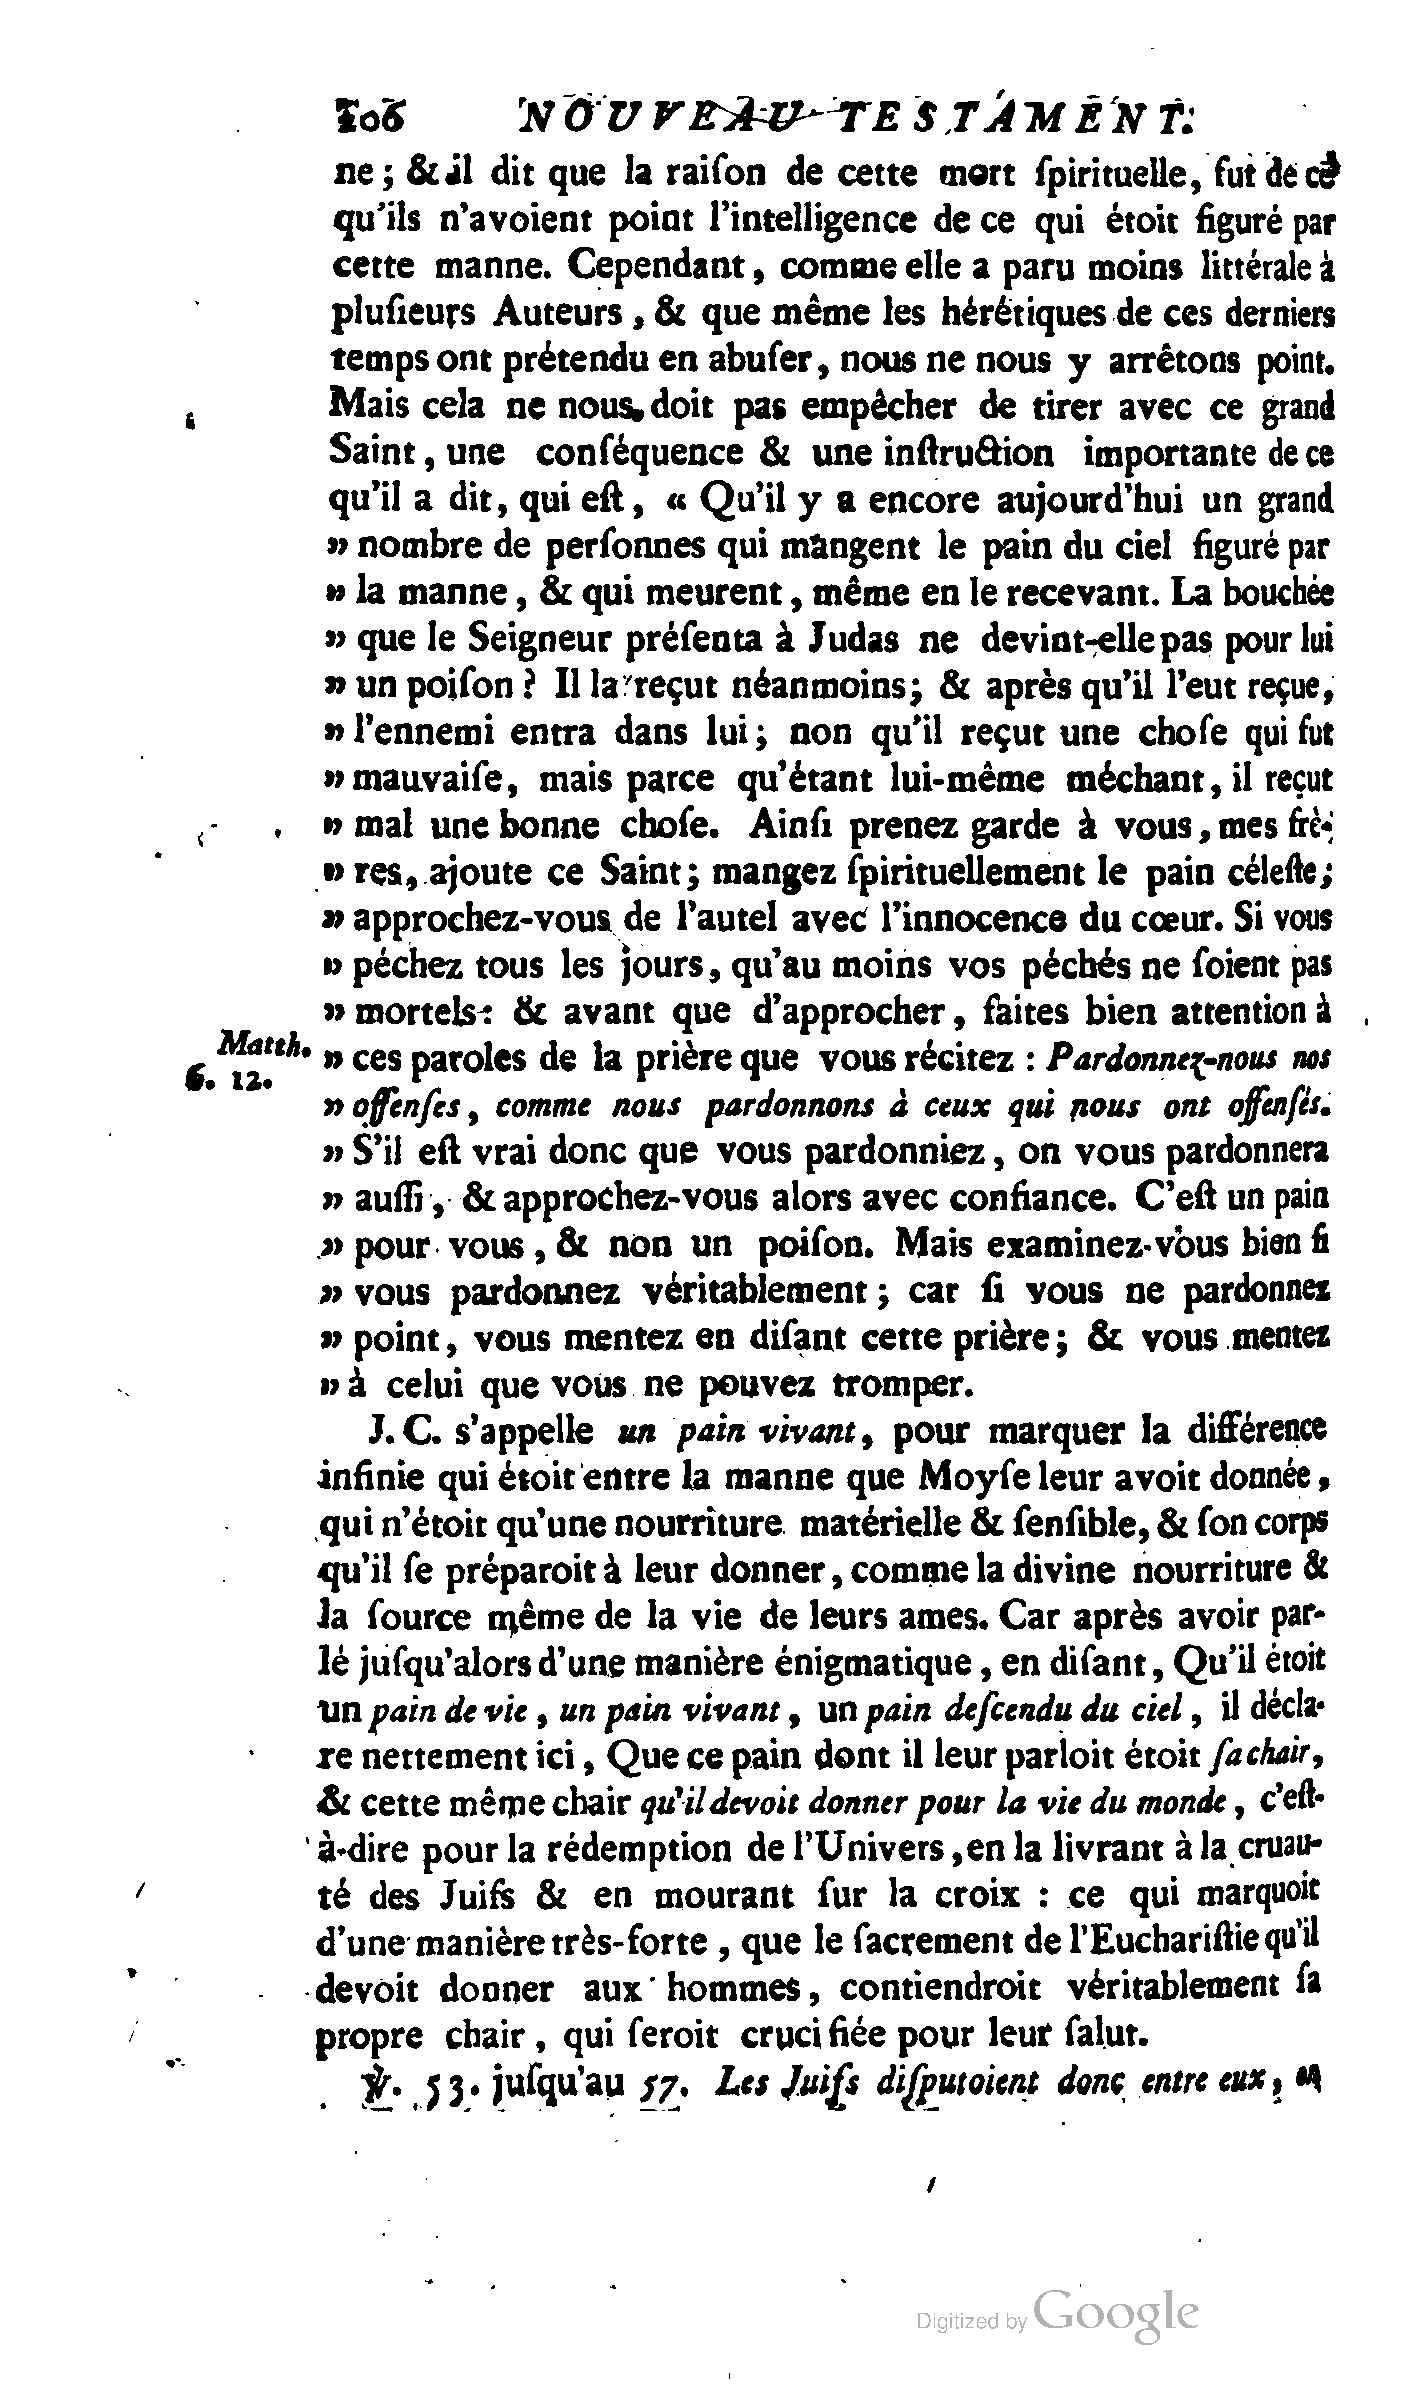 206 NOUVEAU TESTAMENT.
ne ; & il dit que la raiſon de cette mort ſpirituelle, fut de ce
qu'ils n'avoient point l'intelligence de ce qui étoit figuré par
cette manne. Cependant, comme elle a paru moins littérale à
pluſieurs Auteurs, & que même les hérétiques de ces derniers
temps ont prétendu en abuſer, nous ne nous y arrêtons point.
Mais cela ne nous doit pas empêcher de tirer avec ce grand
Saint, une conſéquence & une inſtruction importante de ce
qu'il a dit, qui eſt, « Qu'il y a encore aujourd'hui un grand
» nombre de perſonnes qui mangent le pain du ciel figuré par
» la manne, & qui meurent, même en le recevant. La bouchée
» que le Seigneur préſenta à Judas ne devint-elle pas pour lui
» un poiſon ? Il la reçut néanmoins; & après qu'il l'eut reçue,
» l'ennemi entra dans lui; non qu'il reçut une choſe qui fut
» mauvaiſe, mais parce qu'étant lui-même méchant, il reçut
» mal une bonne choſe. Ainſi prenez garde à vous, mes frè-
» res, ajoute ce Saint; mangez ſpirituellement le pain céleſte;
» approchez-vous de l'autel avec l'innocence du cœur. Si vous
» péchez tous les jours, qu'au moins vos péchés ne ſoient pas
» mortels: & avant que d'approcher, faites bien attention à
Matth. 6. 12.
» ces paroles de la prière que vous récitez : Pardonnez-nous nos
» offenſes, comme nous pardonnons à ceux qui nous ont offenſés.
» S'il eſt vrai donc que vous pardonniez, on vous pardonnera
» auſſi, & approchez-vous alors avec confiance. C'eſt un pain
» pour vous, & non un poiſon. Mais examinez-vous bien ſi
» vous pardonnez véritablement ; car ſi vous ne pardonnez
» point, vous mentez en diſant cette prière; & vous mentez
» à celui que vous ne pouvez tromper.
J. C. s'appelle un pain vivant, pour marquer la différence
infinie qui étoit entre la manne que Moyſe leur avoit donnée,
qui n'étoit qu'une nourriture matérielle & ſenſible, & ſon corps
qu'il ſe préparoit à leur donner, comme la divine nourriture &
la ſource même de la vie de leurs ames. Car après avoir par-
lé juſqu'alors d'une manière énigmatique, en diſant, Qu'il étoit
un pain de vie, un pain vivant, un pain deſcendu du ciel, il décla-
re nettement ici, Que ce pain dont il leur parloit étoit ſa chair,
& cette même chair qu'il devoit donner pour la vie du monde, c'eſt-
à-dire pour la rédemption de l'Univers, en la livrant à la cruau-
té des Juifs & en mourant ſur la croix : ce qui marquoit
d'une manière très-forte, que le ſacrement de l'Euchariſtie qu'il
devoit donner aux hommes, contiendroit véritablement ſa
propre chair, qui ſeroit crucifiée pour leur ſalut.
℣. 53. juſqu'au 57. Les Juifs diſputoient donc entre eux, en
Digitized by Google